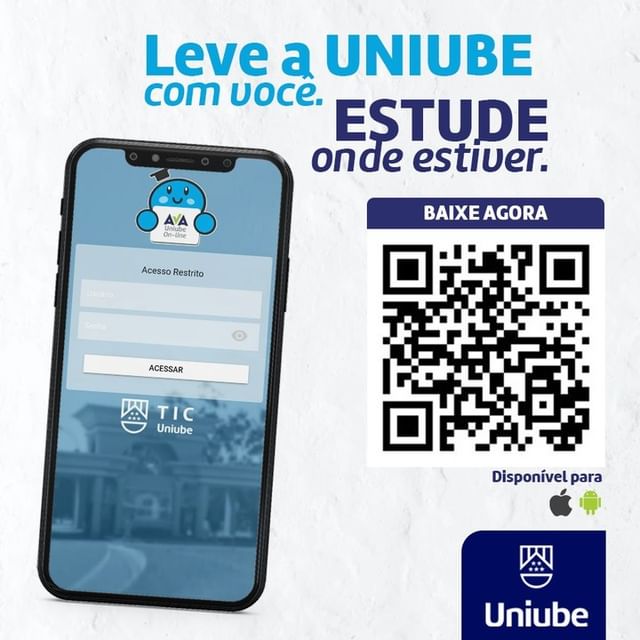 Leve a UNIUBE
com você.
ESTUDE
onde estiver.
BAIXE AGORA
AVA
Uniube
On-line
Acesso Restrito
Usuário
Senha
ACESSAR
TIC
Uniube
Disponível para
Uniube